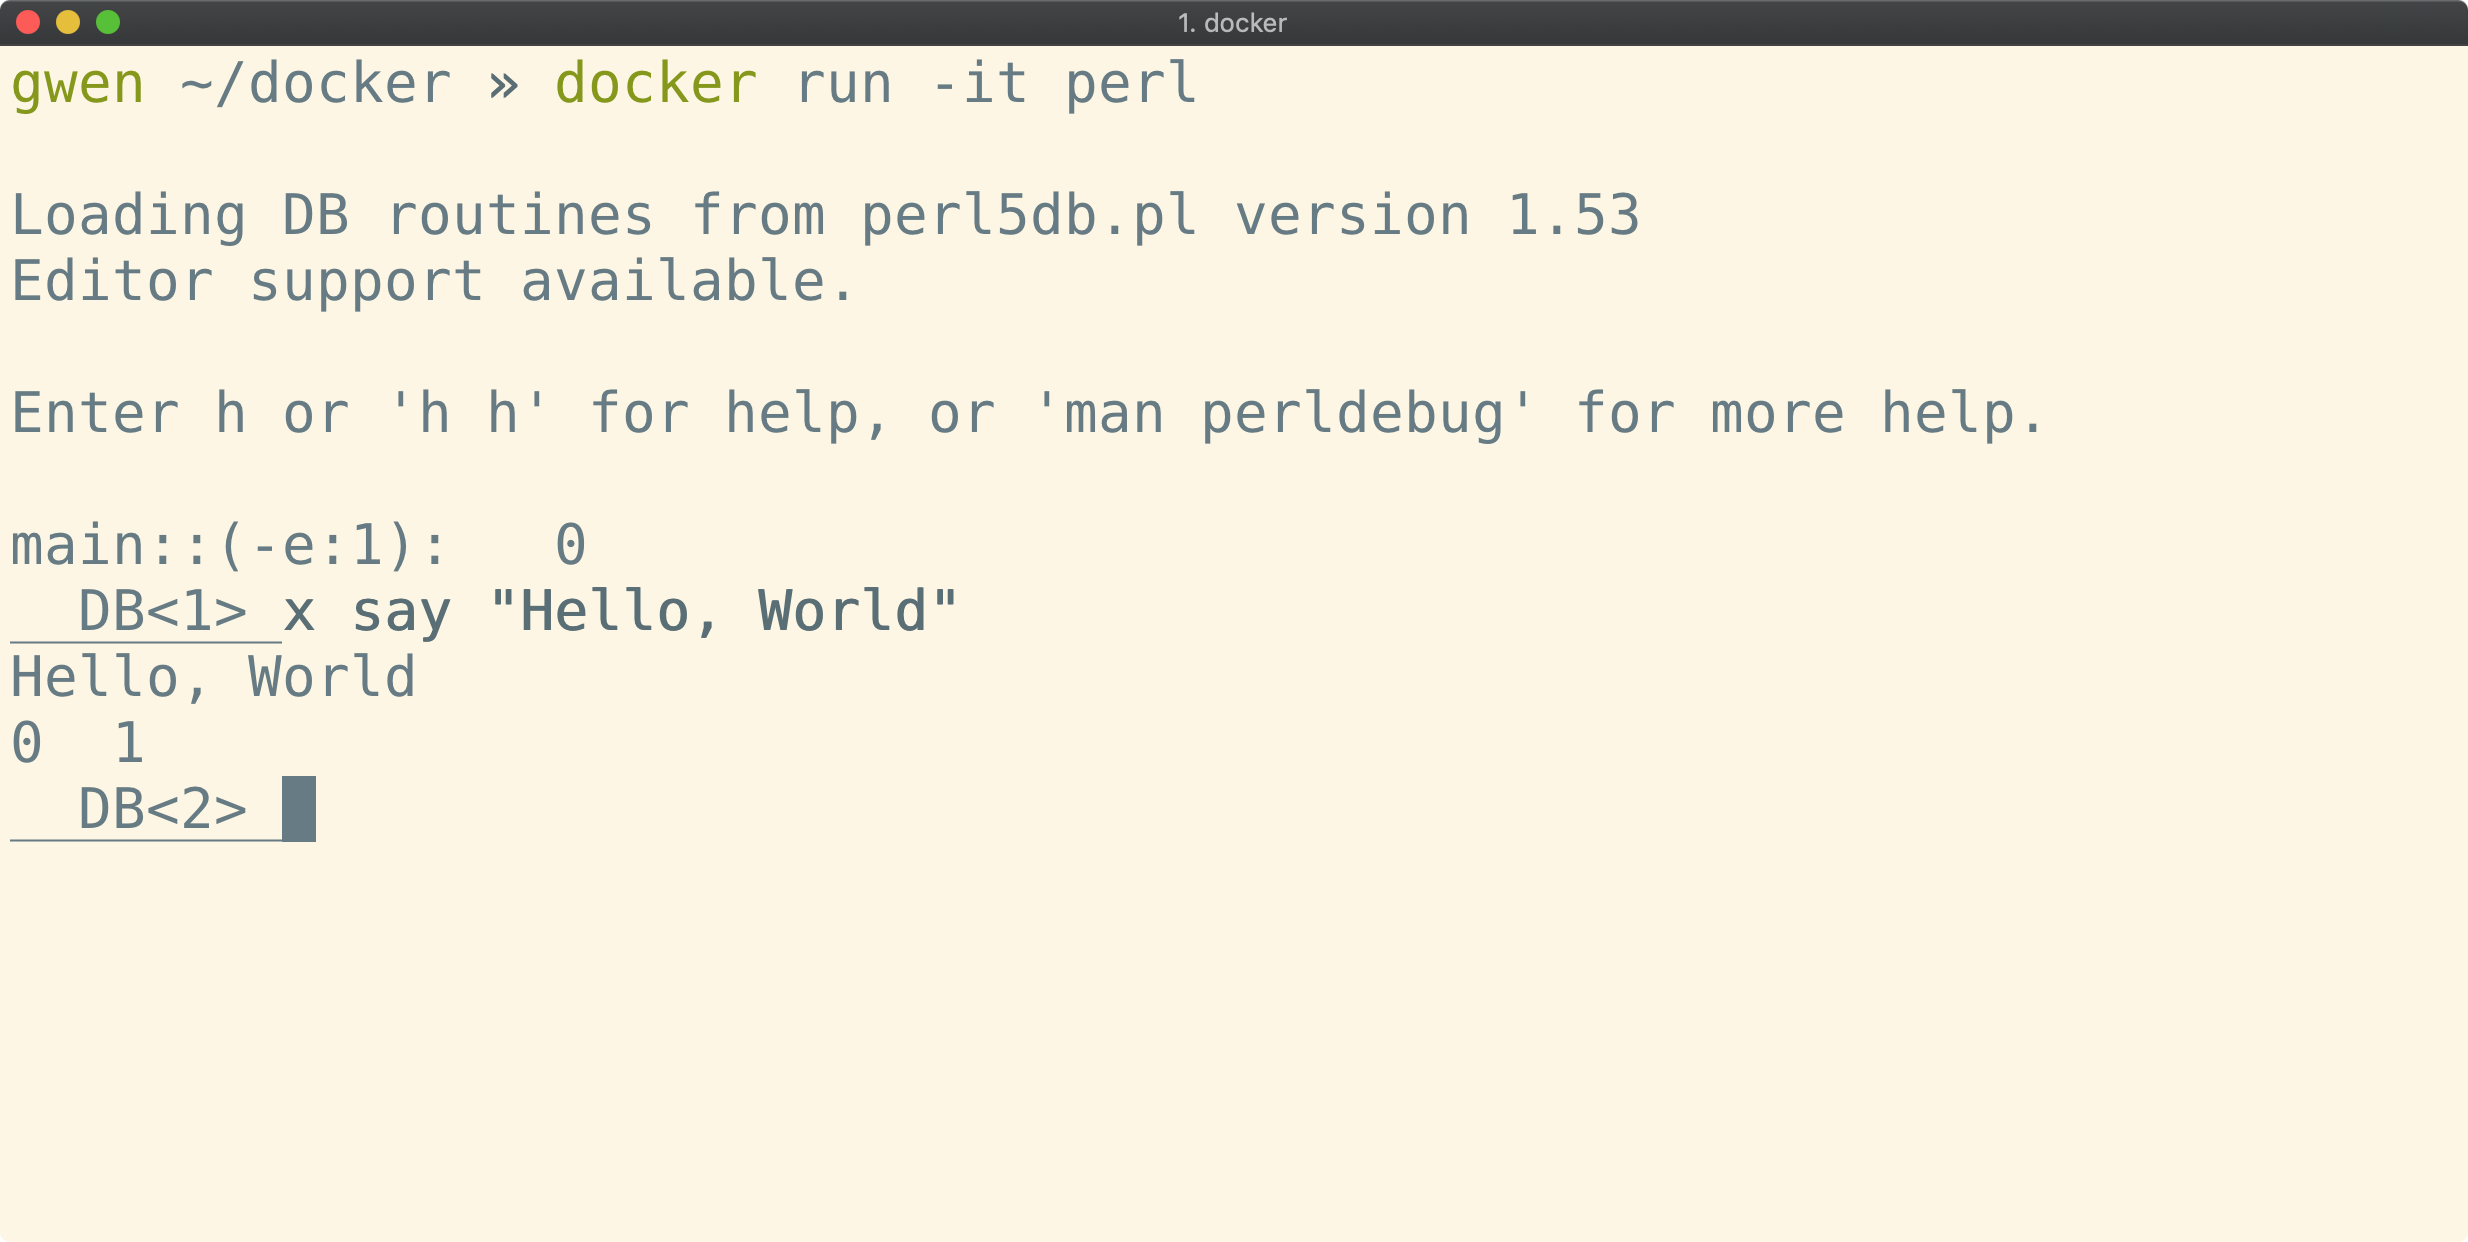 1. docker
gwen ~/docker » docker run -it perl
Loading DB routines from perl5db.pl version 1.53
Editor support available.
Enter h or 'h h' for help, or 'man perldebug' for more help.
main::(-e:1):   0
  DB<1> x say "Hello, World"
Hello, World
0  1
  DB<2>